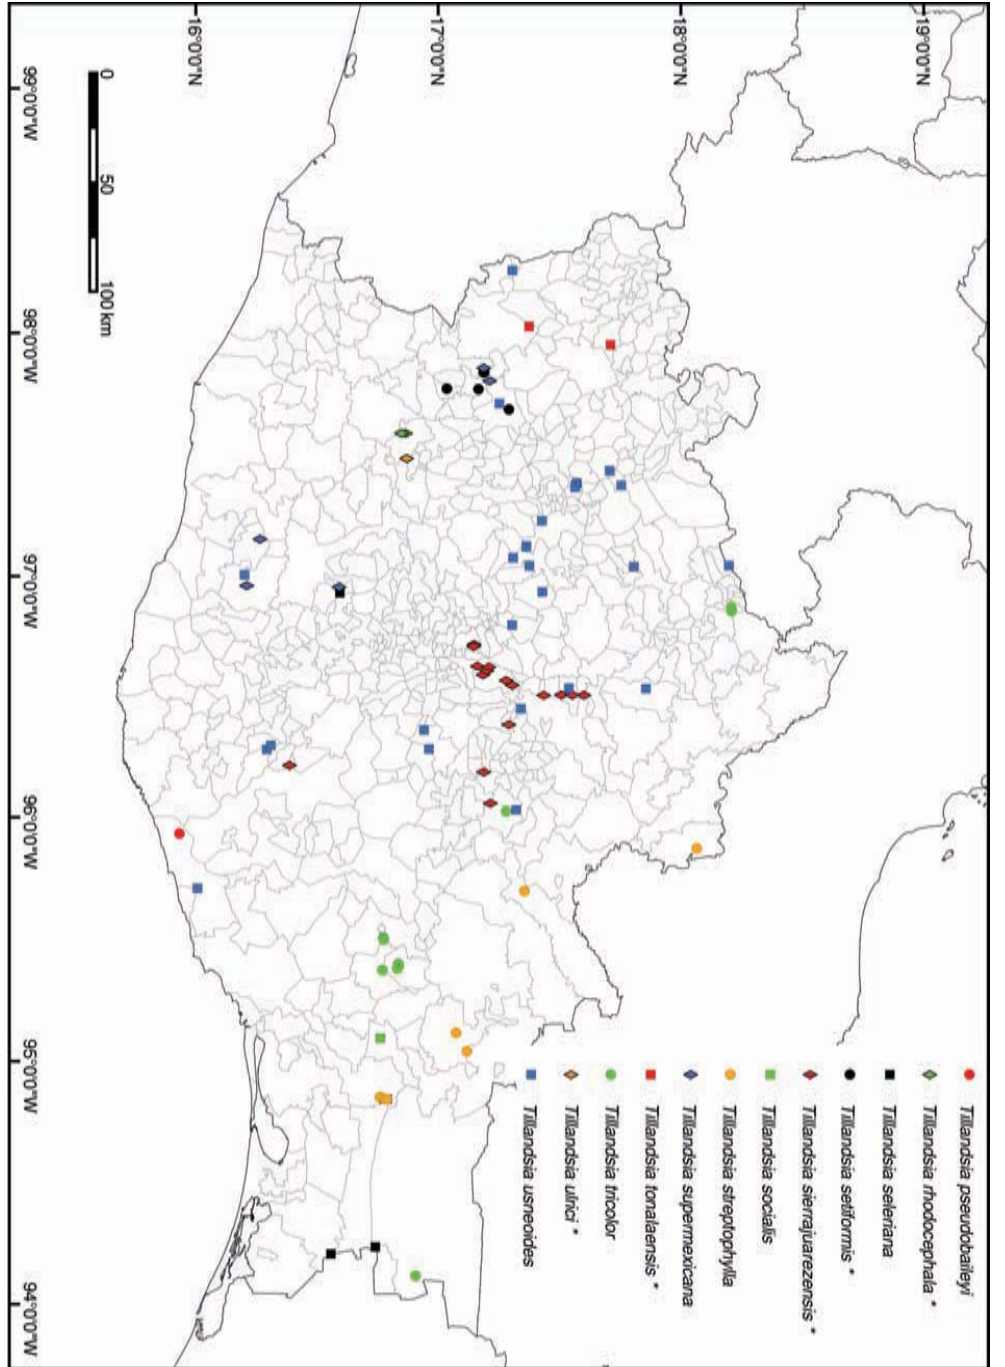 19°0'0"N
18°0'0"N
17°0'0"N
16°0'0"N
Tillandsia pseudobaileyi
Tillandsia rhodocephala *
Tillandsia seleriana
Tillandsia setiformis *
Tillandsia sierrajuarezensis *
Tillandsia socialis
Tillandsia streptophylla
Tillandsia supermexicana
Tillandsia tonalaensis *
Tillandsia tricolor
Tillandsia ulrici *
Tillandsia usneoides
0 50 100 km
99°0'0"W 98°0'0"W 97°0'0"W 96°0'0"W 95°0'0"W 94°0'0"W